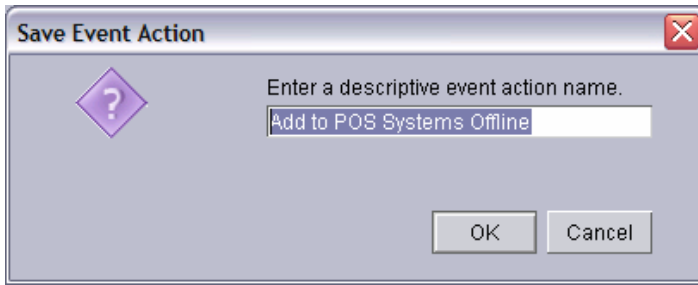 Save Event Action
?
Enter a descriptive event action name.
Add to POS Systems Offline
OK Cancel